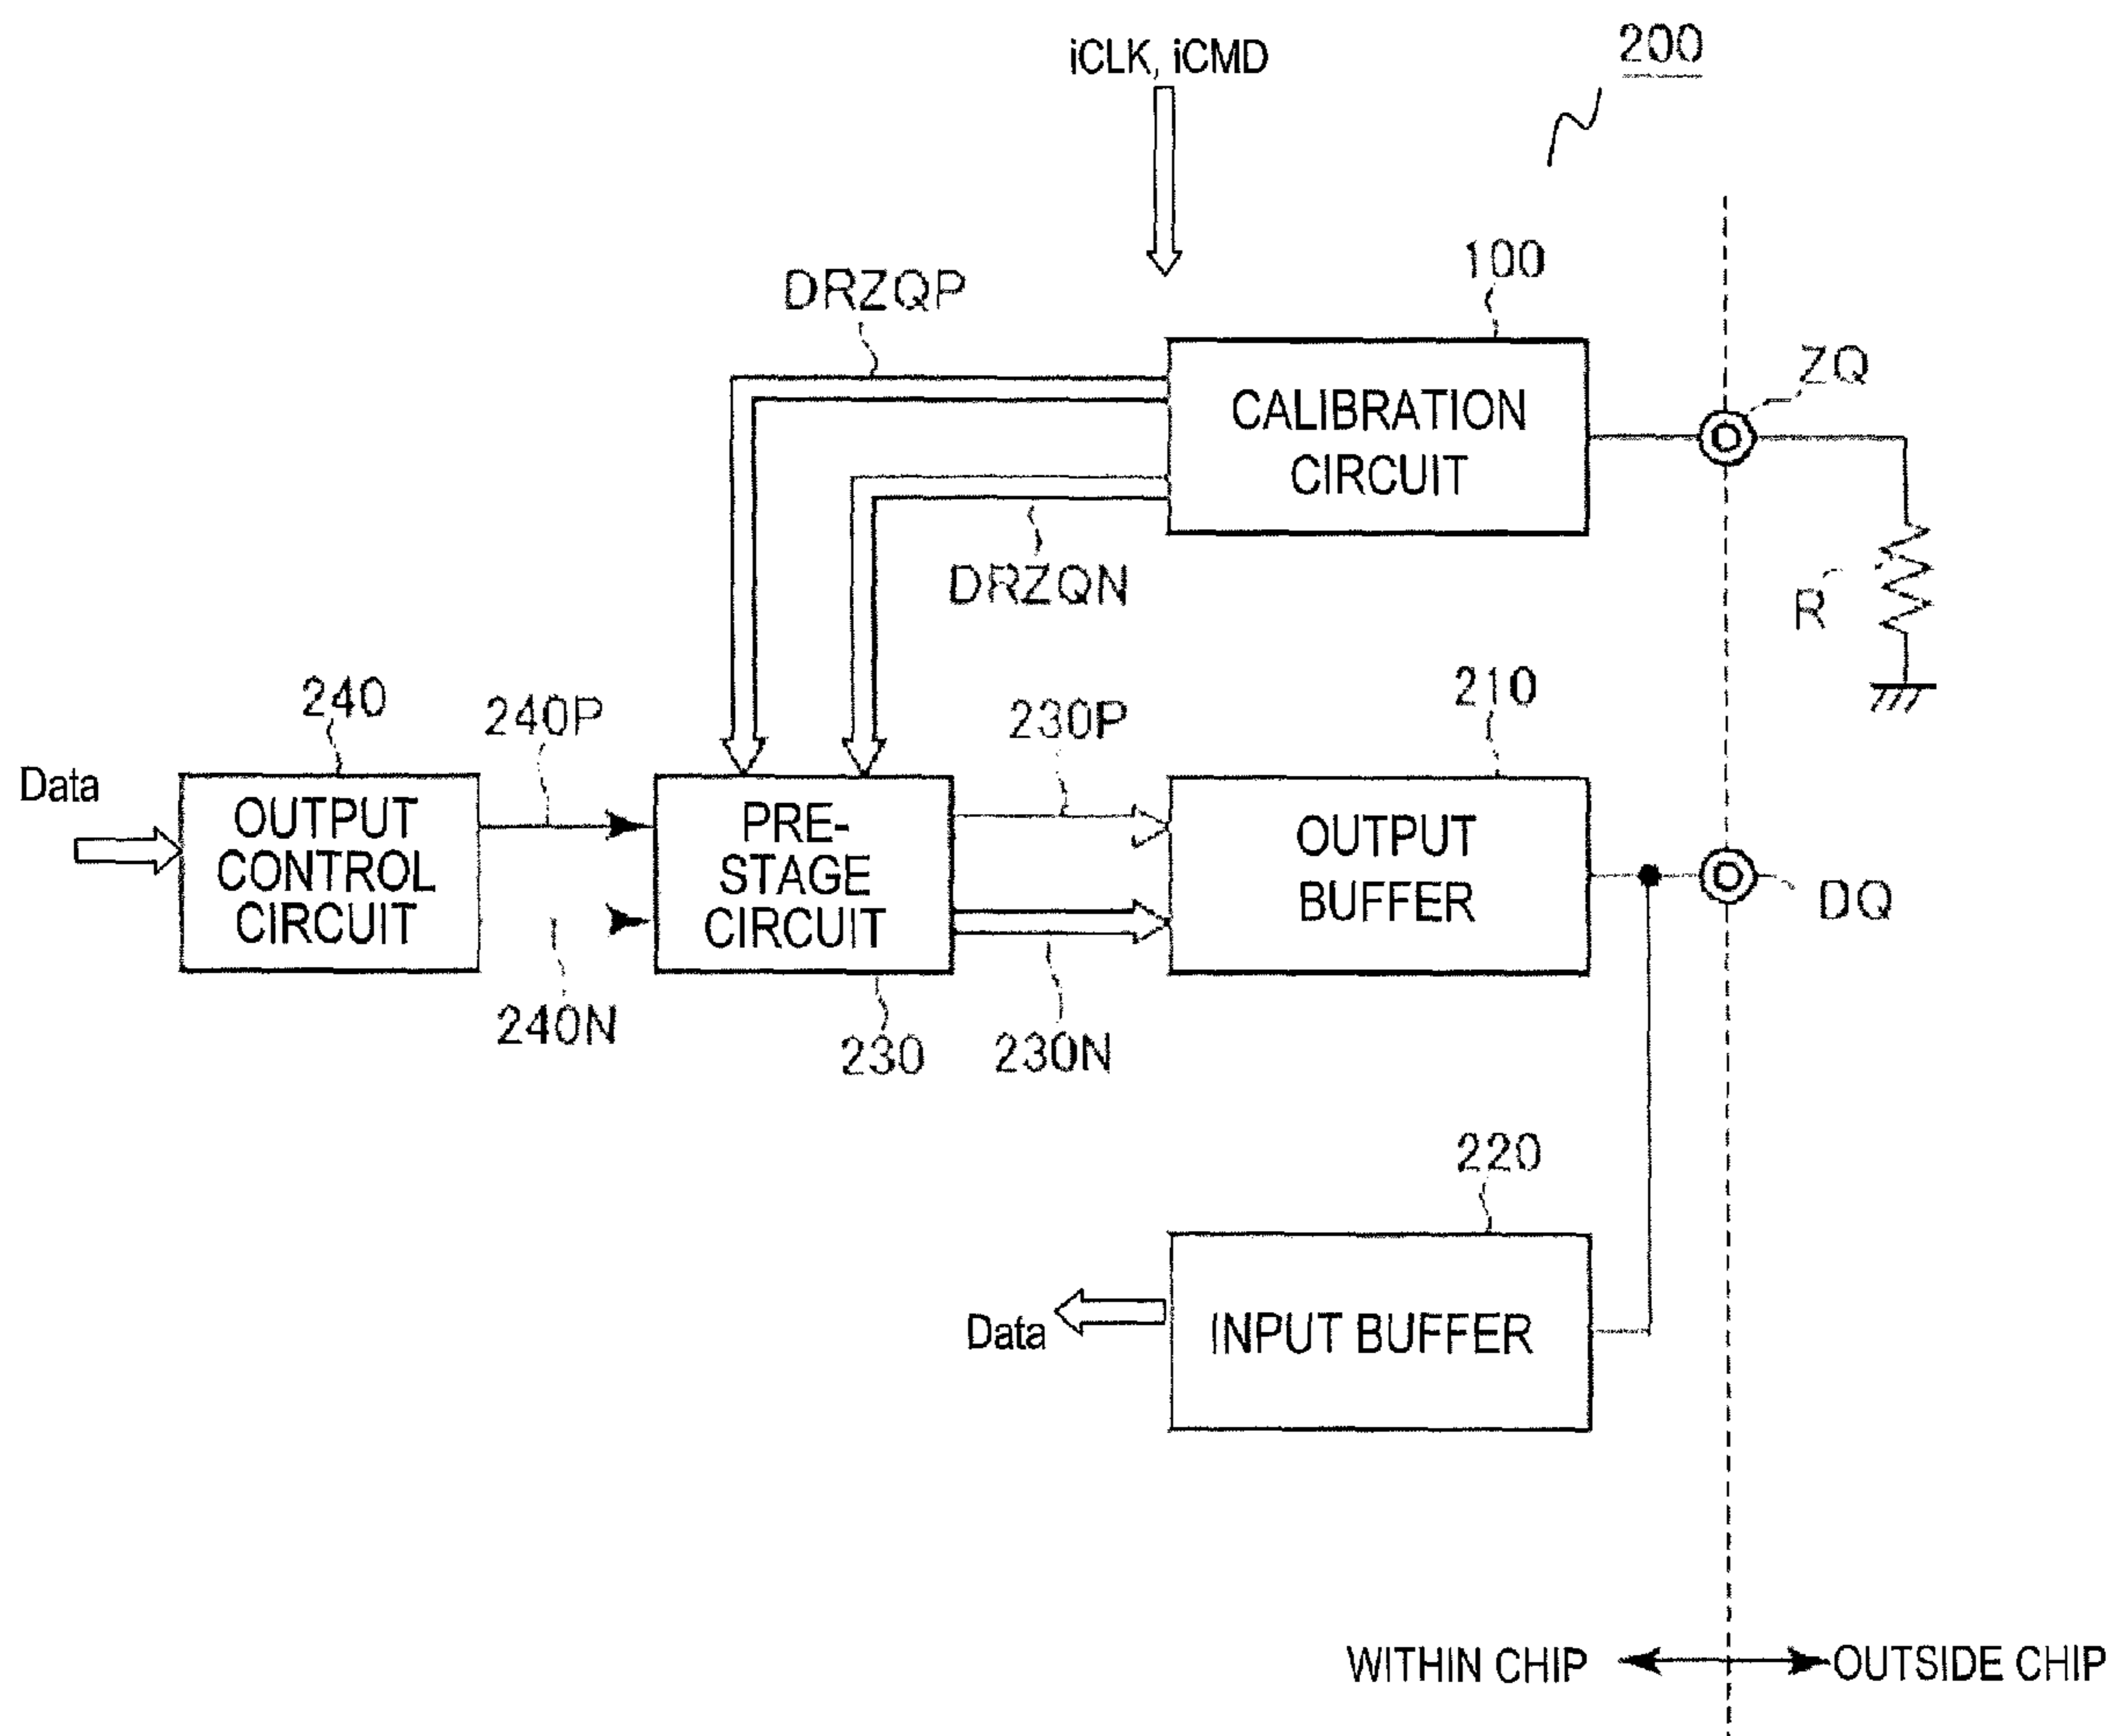 iCLK, iCMD
200
DRZQP
100
CALIBRATION
CIRCUIT
ZQ
DRZQN
R
240
240P
230P
210
Data
OUTPUT
CONTROL
CIRCUIT
PRE-
STAGE
CIRCUIT
OUTPUT
BUFFER
DQ
240N
230
230N
220
Data
INPUT BUFFER
WITHIN CHIP
OUTSIDE CHIP